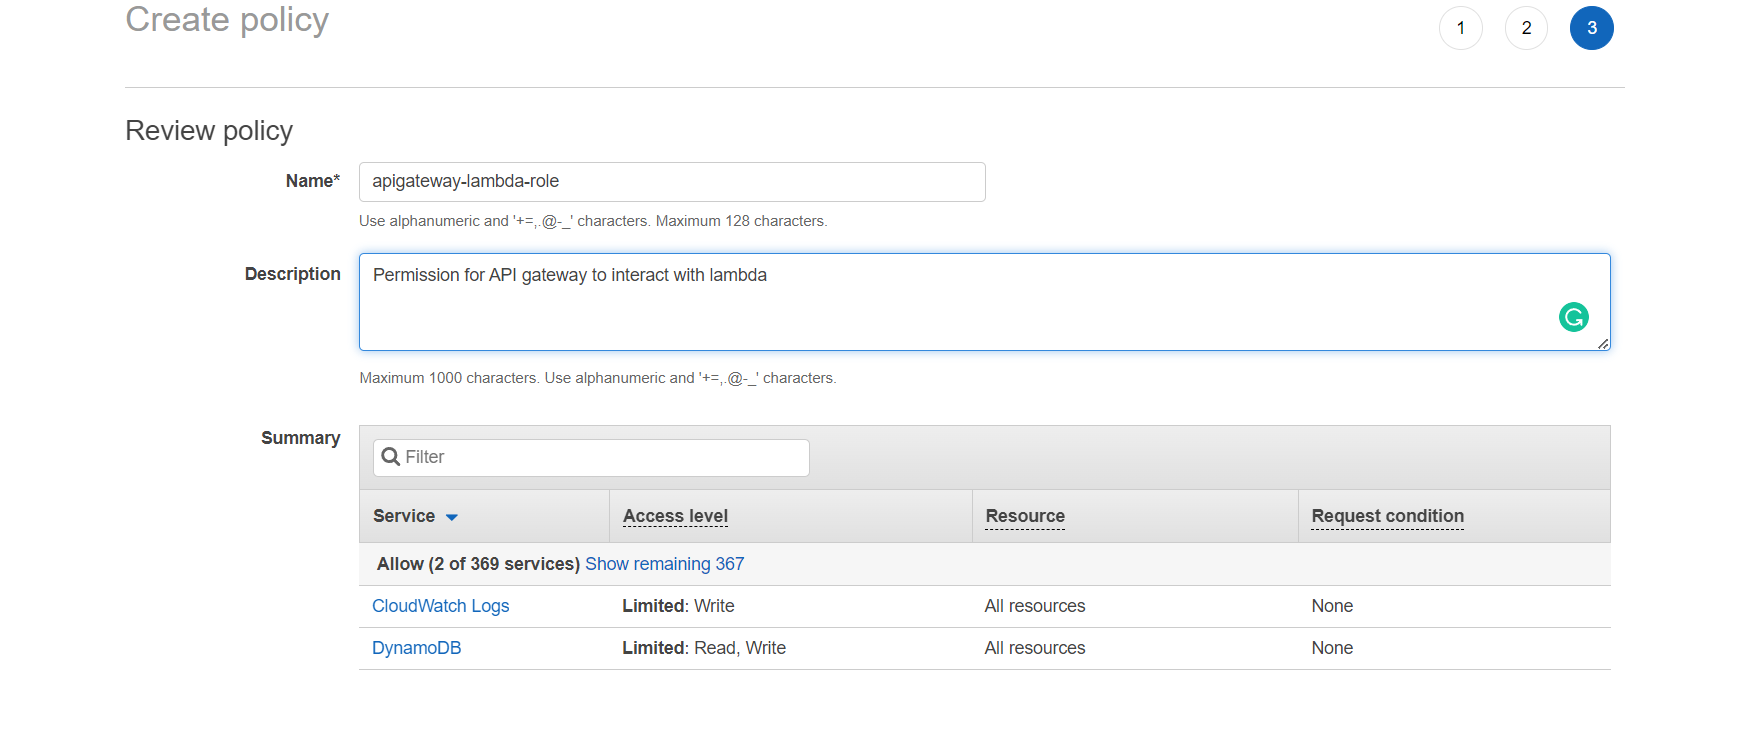 Create policy
1 2 3
Review policy
Name* apigateway-lambda-role
Use alphanumeric and '+=,.@-_' characters. Maximum 128 characters.
Description Permission for API gateway to interact with lambda
Maximum 1000 characters. Use alphanumeric and '+=,.@-_' characters.
Summary Filter
Service Access level Resource Request condition
Allow (2 of 369 services) Show remaining 367
CloudWatch Logs Limited: Write All resources None
DynamoDB Limited: Read, Write All resources None